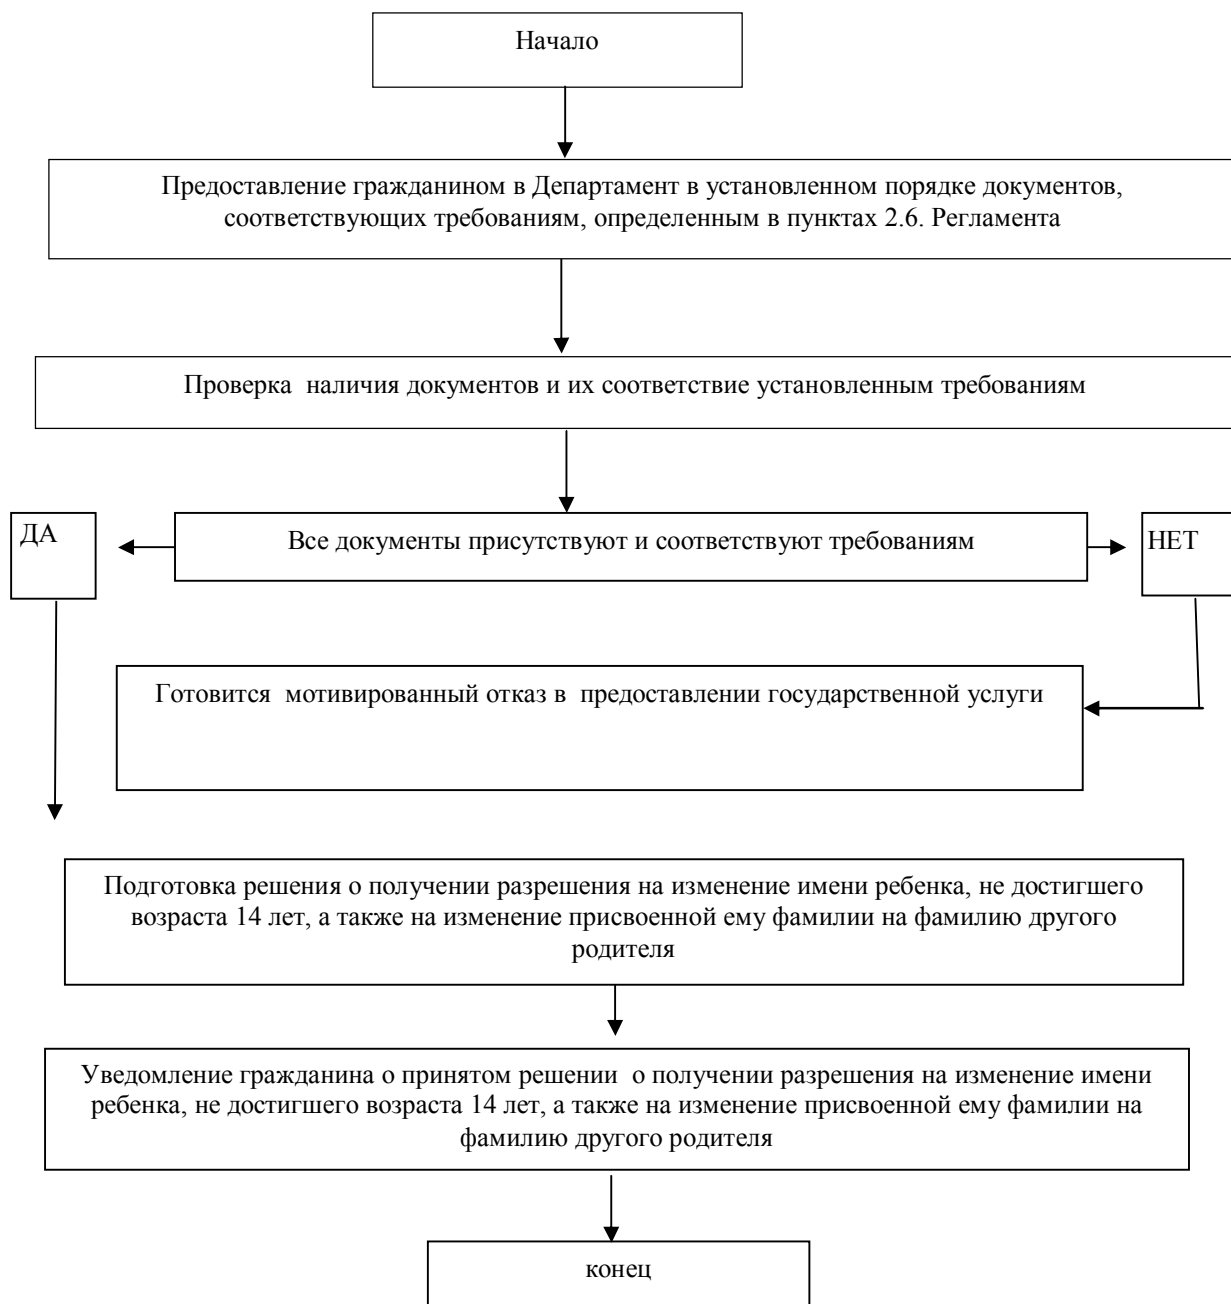 Начало
Предоставление гражданином в Департамент в установленном порядке документов,
соответствующих требованиям, определенным в пунктах 2.6. Регламента
Проверка  наличия документов и их соответствие установленным требованиям
ДА
Все документы присутствуют и соответствуют требованиям
НЕТ
Готовится  мотивированный отказ в  предоставлении государственной услуги
Подготовка решения о получении разрешения на изменение имени ребенка, не достигшего
возраста 14 лет, а также на изменение присвоенной ему фамилии на фамилию другого
родителя
Уведомление гражданина о принятом решении  о получении разрешения на изменение имени
ребенка, не достигшего возраста 14 лет, а также на изменение присвоенной ему фамилии на
фамилию другого родителя
конец